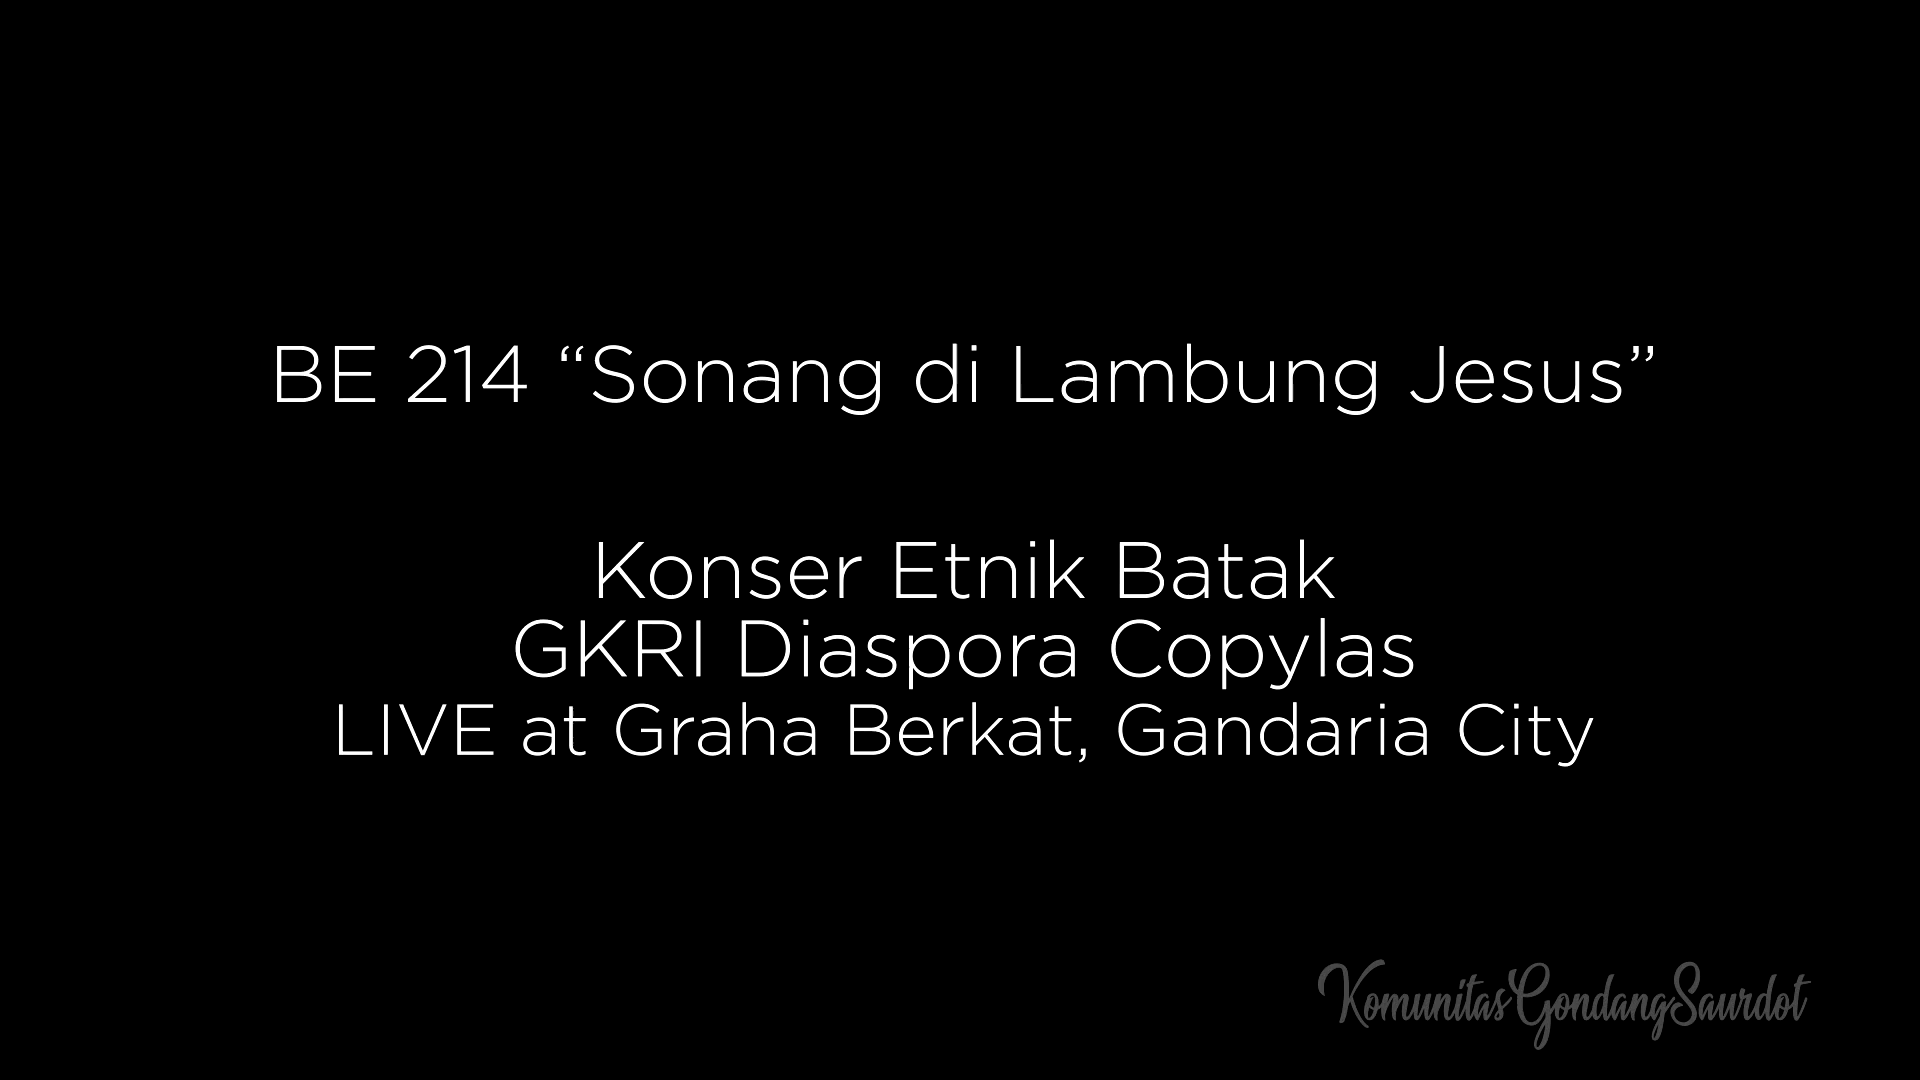 BE 214 “Sonang di Lambung Jesus”
Konser Etnik Batak
GKRI Diaspora Copylas
LIVE at Graha Berkat, Gandaria City
KomunitasGondangSaurdot